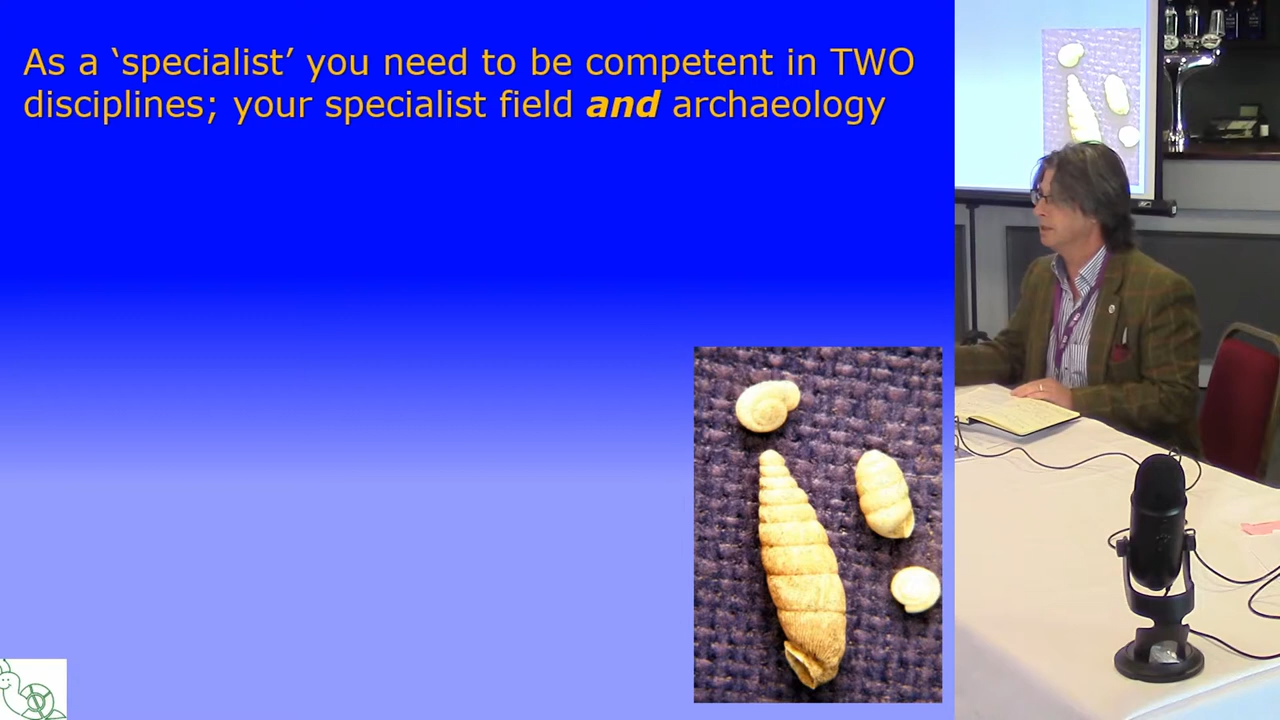 As a ‘specialist’ you need to be competent in TWO
disciplines; your specialist field and archaeology